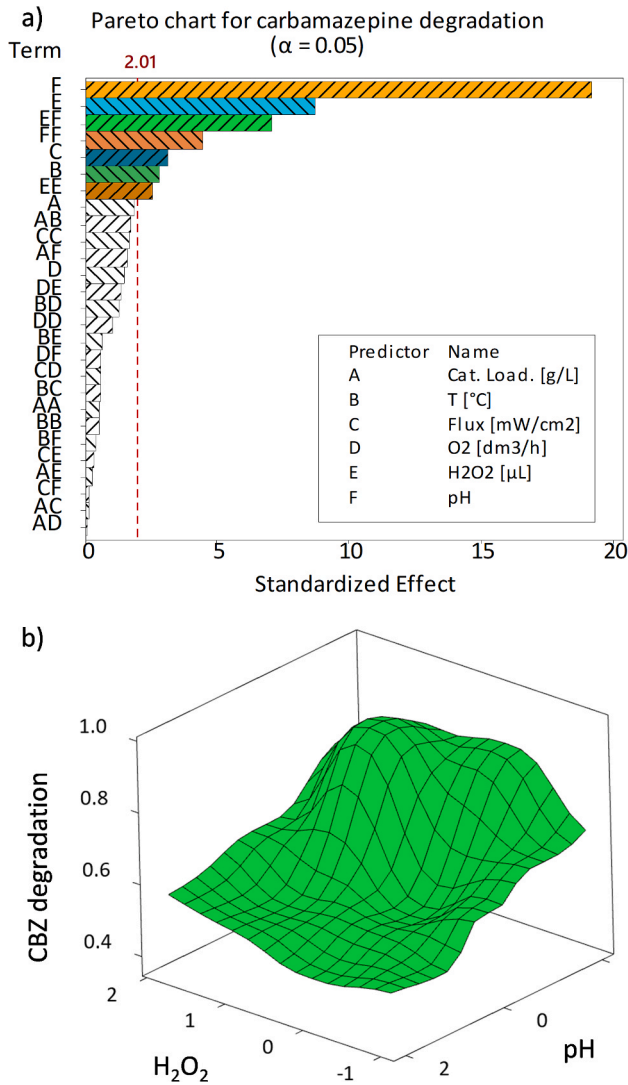 a)
Pareto chart for carbamazepine degradation
(α = 0.05)
Term
2.01
F
E
EF
FF
C
B
EE
A
AB
CC
AF
D
DE
BD
DD
BE
DF
CD
BC
AA
BB
BF
CE
AE
CF
AC
AD
Predictor Name
A Cat. Load. [g/L]
B T [°C]
C Flux [mW/cm2]
D O2 [dm3/h]
E H2O2 [µL]
F pH
0 5 10 15 20
Standardized Effect
b)
1.0
0.8
0.6
0.4
CBZ degradation
2 1 0 -1
H₂O₂
2 0
pH